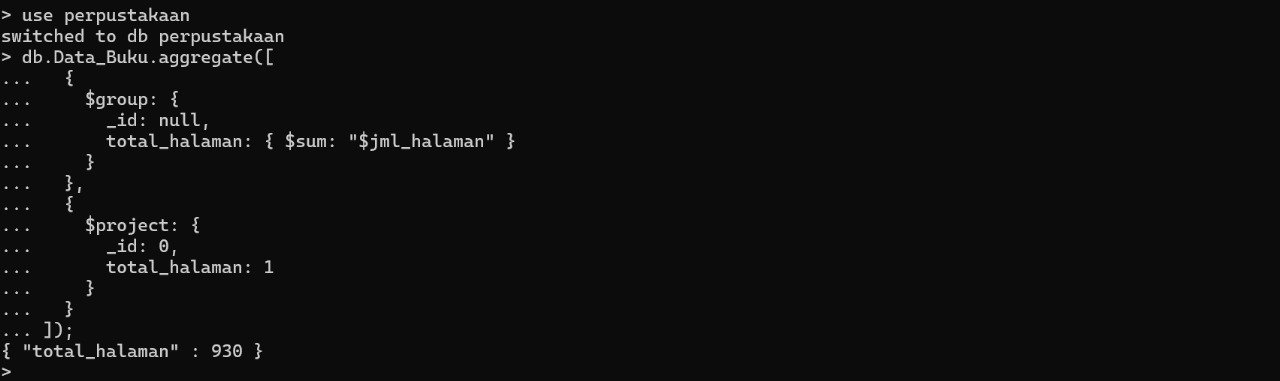 > use perpustakaan
switched to db perpustakaan
> db.Data_Buku.aggregate([
...   {
...     $group: {
...       _id: null,
...       total_halaman: { $sum: "$jml_halaman" }
...     }
...   },
...   {
...     $project: {
...       _id: 0,
...       total_halaman: 1
...     }
...   }
... ]);
{ "total_halaman" : 930 }
>